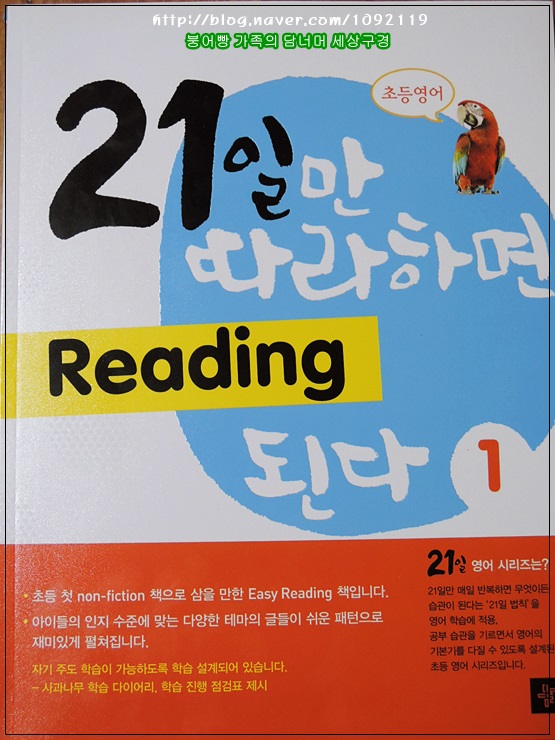 http://blog.naver.com/1092119
붕어빵 가족의 담너머 세상구경
초등영어
21일만
따라하면
Reading
된다 1
• 초등 첫 non-fiction 책으로 삼을 만한 Easy Reading 책입니다.
• 아이들의 인지 수준에 맞는 다양한 테마의 글들이 쉬운 패턴으로
재미있게 펼쳐집니다.
자기 주도 학습이 가능하도록 학습 설계되어 있습니다.
– 사과나무 학습 다이어리, 학습 진행 점검표 제시
21일 영어 시리즈는?
21일만 매일 반복하면 무엇이든
습관이 된다는 '21일 법칙'을
영어 학습에 적용,
공부 습관을 기르면서 영어의
기본기를 다질 수 있도록 설계된
초등 영어 시리즈입니다.